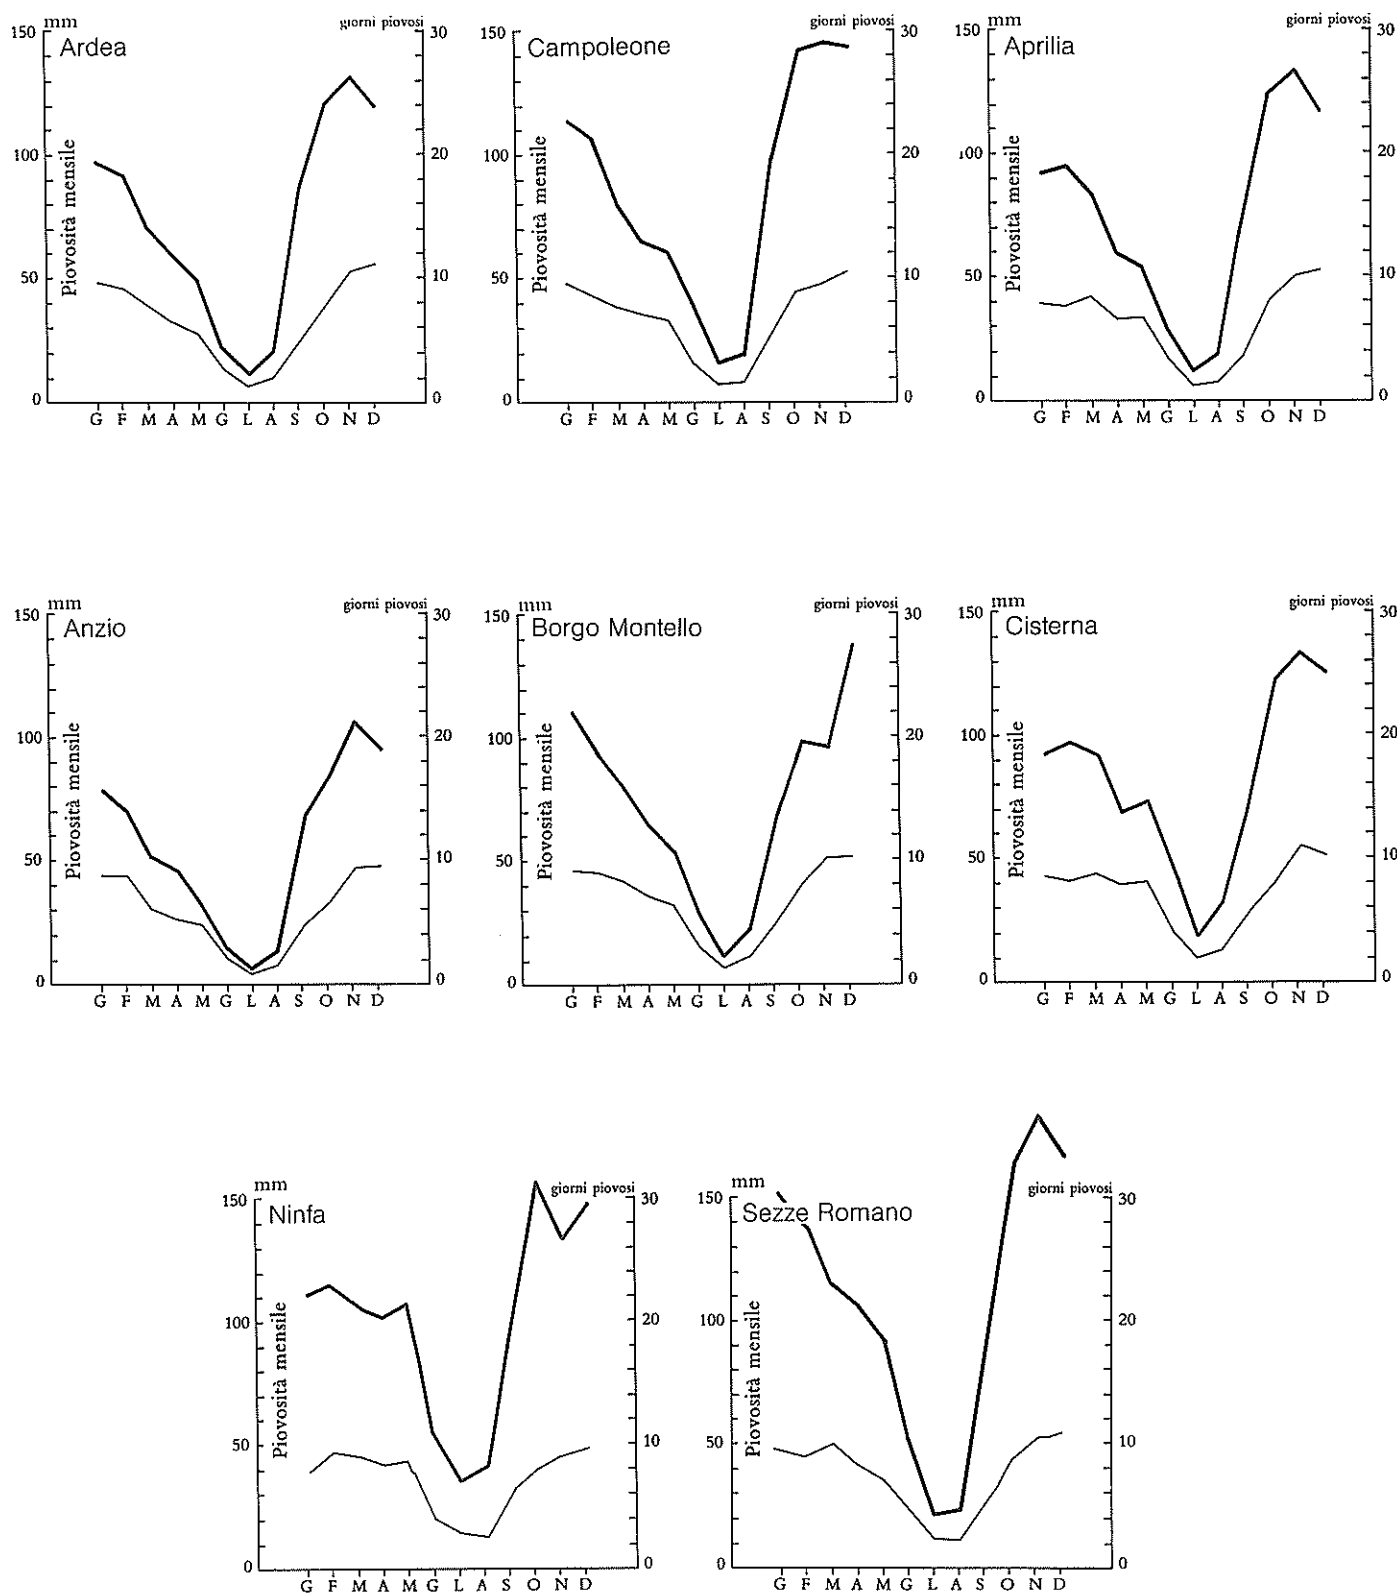 mm giorni piovosi
Ardea
150 30
100 20
50 10
0 0
Piovosità mensile
G F M A M G L A S O N D
giorni piovosi
Campoleone
150 30
100 20
50 10
0 0
Piovosità mensile
G F M A M G L A S O N D
mm giorni piovosi
Aprilia
150 30
100 20
50 10
0 0
Piovosità mensile
G F M A M G L A S O N D
mm giorni piovosi
Anzio
150 30
100 20
50 10
0 0
Piovosità mensile
G F M A M G L A S O N D
mm giorni piovosi
Borgo Montello
150 30
100 20
50 10
0 0
Piovosità mensile
G F M A M G L A S O N D
mm giorni piovosi
Cisterna
150 30
100 20
50 10
0 0
Piovosità mensile
G F M A M G L A S O N D
mm giorni piovosi
Ninfa
150 30
100 20
50 10
0 0
Piovosità mensile
G F M A M G L A S O N D
mm giorni piovosi
Sezze Romano
150 30
100 20
50 10
0 0
Piovosità mensile
G F M A M G L A S O N D